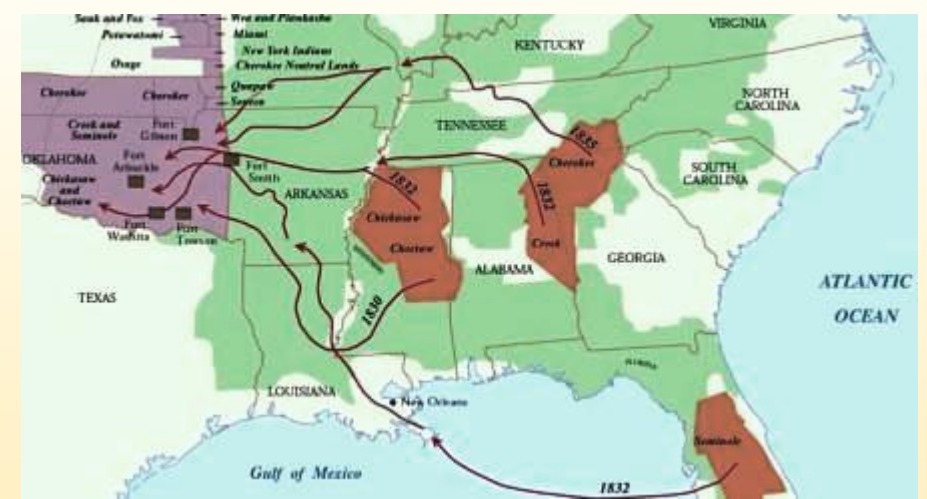 Sauk and Fox
Wea and Piankasha
Potawatomi
Miami
New York Indians
Osage
Cherokee Neutral Lands
Quapaw
Seneca
Cherokee
Cherokee
Creek and
Seminole
Fort
Gibson
OKLAHOMA
Fort
Arbuckle
Fort
Smith
Chickasaw
and
Choctaw
Fort
Washita
Fort
Towson
TEXAS
ARKANSAS
LOUISIANA
New Orleans
Gulf of Mexico
KENTUCKY
VIRGINIA
TENNESSEE
NORTH
CAROLINA
SOUTH
CAROLINA
1835
Cherokee
1832
Creek
1832
Chickasaw
Choctaw
1830
ALABAMA
GEORGIA
ATLANTIC
OCEAN
FLORIDA
Seminole
1832